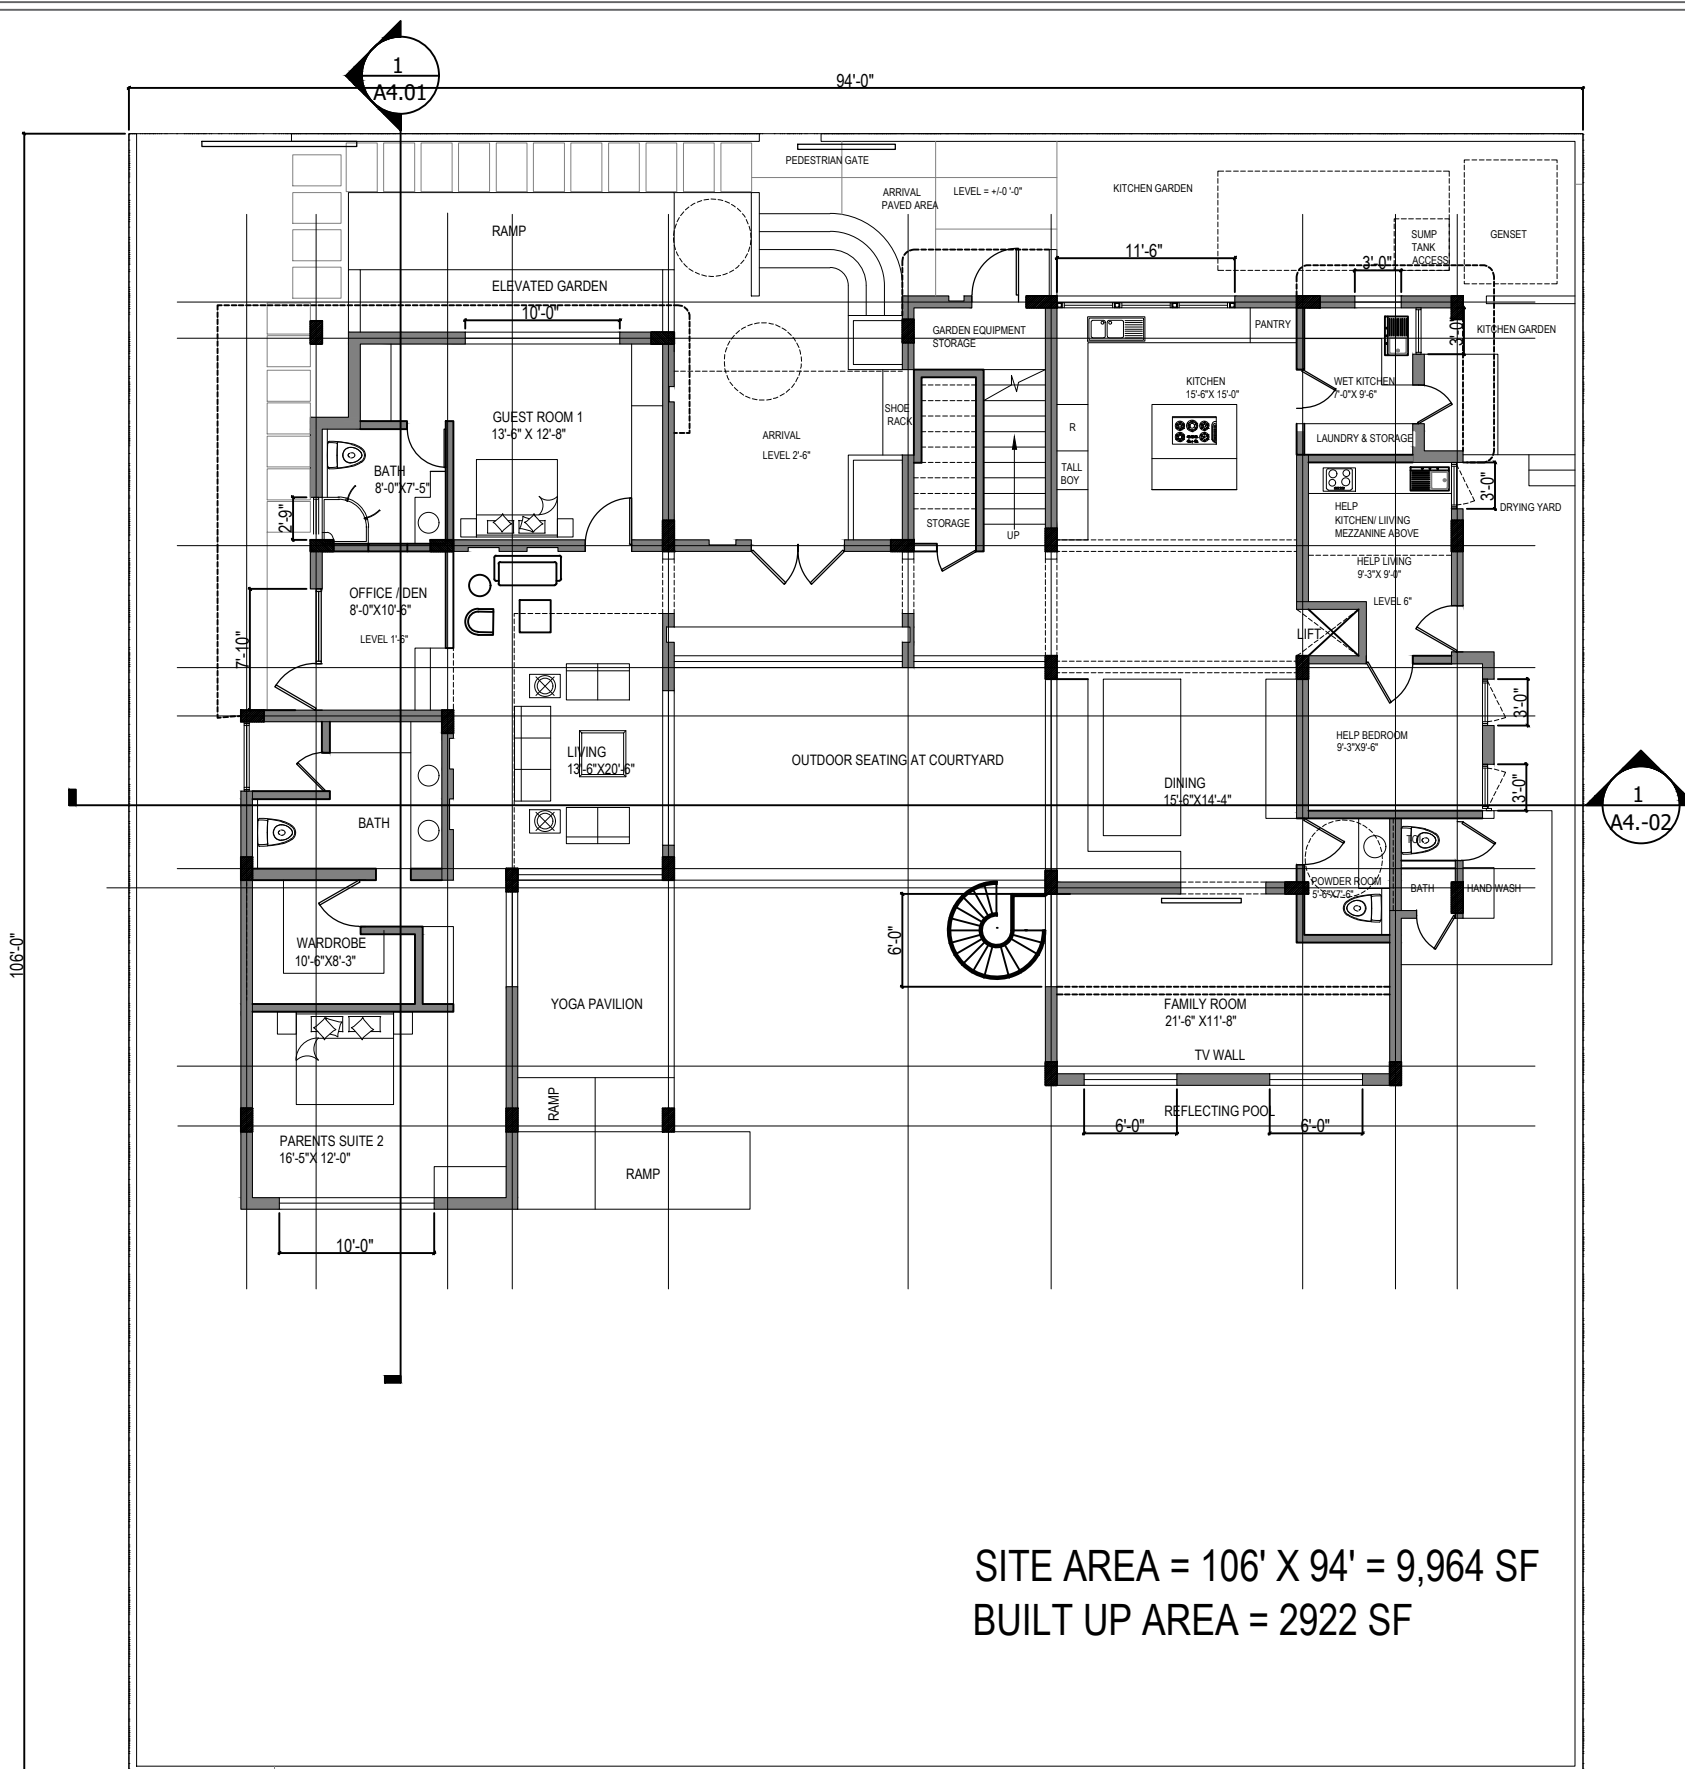 1
A4.01
94'-0"
PEDESTRIAN GATE
ARRIVAL
PAVED AREA
LEVEL = +/-0 '-0"
KITCHEN GARDEN
SUMP
TANK
ACCESS
GENSET
RAMP
11'-6"
3'-0"
ELEVATED GARDEN
10'-0"
GARDEN EQUIPMENT
STORAGE
PANTRY
3'-0"
KITCHEN GARDEN
KITCHEN
15'-6"X 15'-0"
WET KITCHEN
7'-0"X 9'-6"
GUEST ROOM 1
13'-6" X 12'-8"
SHOE
RACK
ARRIVAL
LEVEL 2'-6"
R
LAUNDRY & STORAGE
BATH
8'-0"X7'-5"
TALL
BOY
2'-9"
3'-0"
STORAGE
UP
HELP
KITCHEN/ LIIVING
MEZZANINE ABOVE
DRYING YARD
HELP LIVING
9'-3"X 9'-0"
OFFICE / DEN
8'-0"X10'-6"
LEVEL 1'-6"
LEVEL 6"
LIFT
7'-10"
3'-0"
HELP BEDROOM
9'-3"X9'-6"
LIVING
13'-6"X20'-6"
OUTDOOR SEATING AT COURTYARD
DINING
15'-6"X14'-4"
3'-0"
1
A4.-02
BATH
TOI
POWDER ROOM
5'-6"X7'-6"
BATH
HAND WASH
106'-0"
6'-0"
WARDROBE
10'-6"X8'-3"
YOGA PAVILION
FAMILY ROOM
21'-6" X11'-8"
TV WALL
RAMP
REFLECTING POOL
6'-0"
6'-0"
PARENTS SUITE 2
16'-5"X 12'-0"
RAMP
10'-0"
SITE AREA = 106' X 94' = 9,964 SF
BUILT UP AREA = 2922 SF